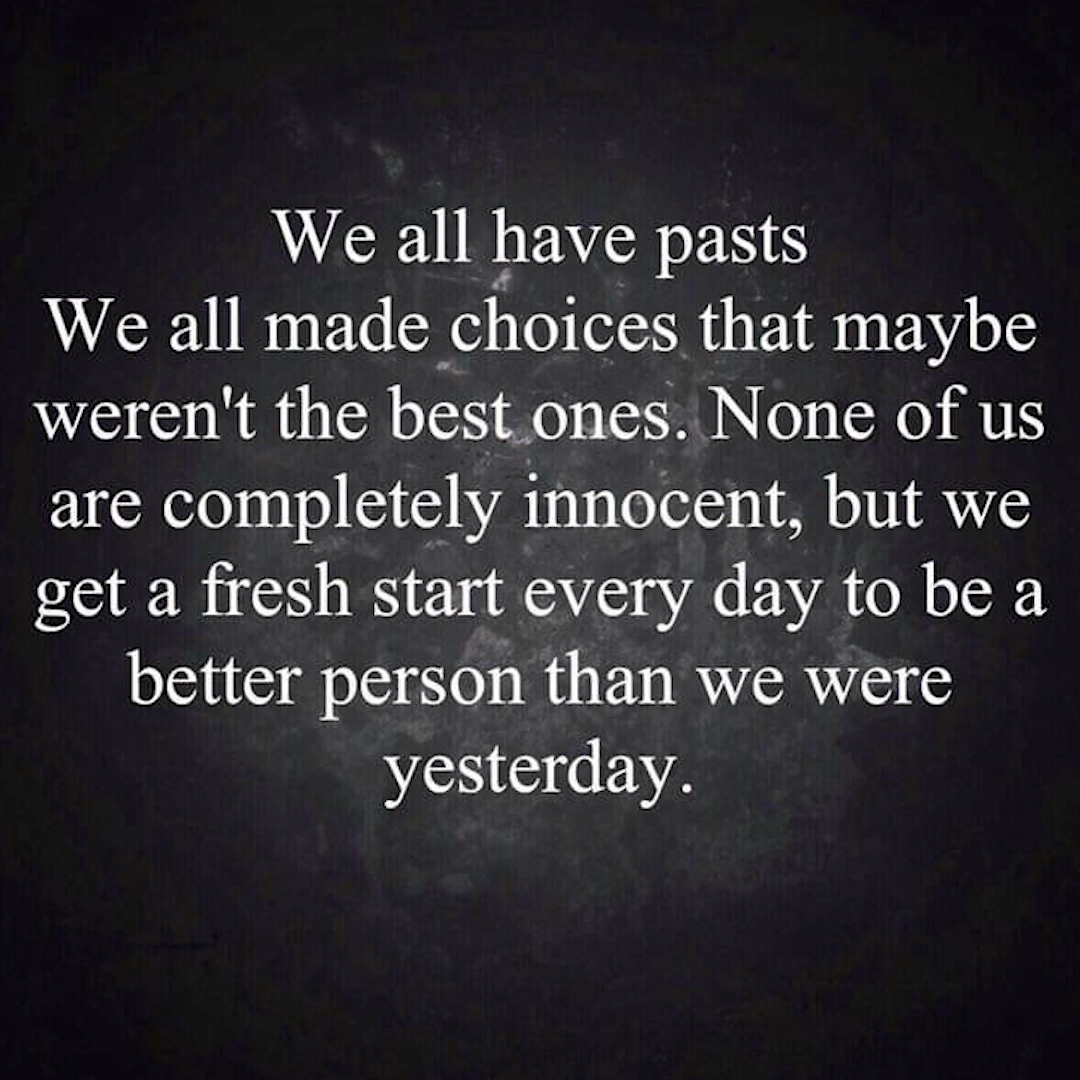 We all have pasts
We all made choices that maybe
weren't the best ones. None of us
are completely innocent, but we
get a fresh start every day to be a
better person than we were
yesterday.